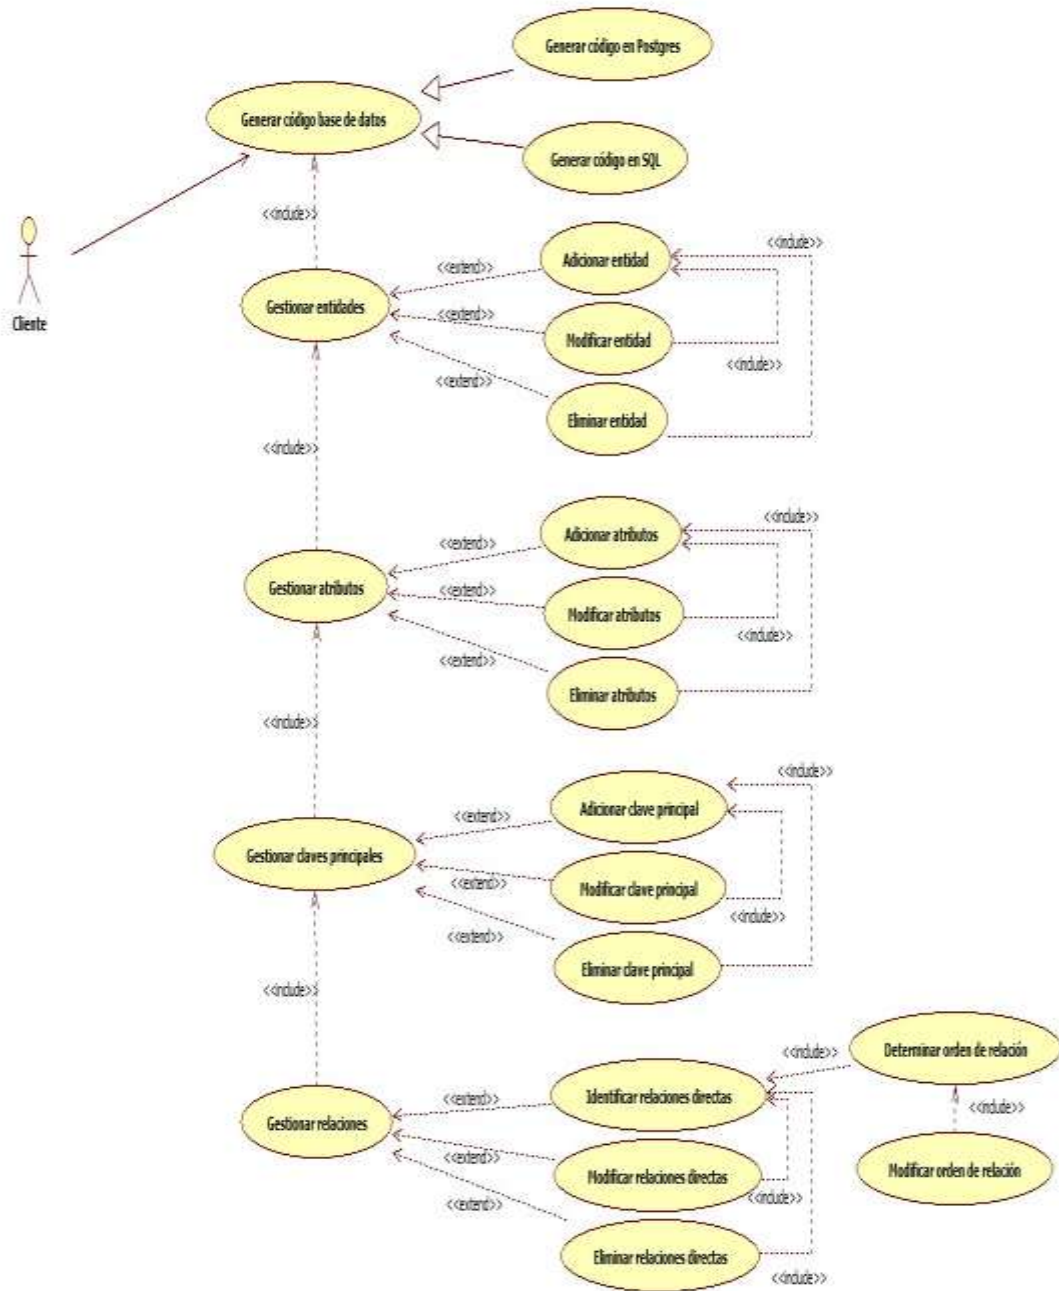 Generar código en Postgres
Generar código base de datos
Generar código en SQL
<<include>>
Cliente
Adicionar entidad
<<include>>
<<extend>>
Gestionar entidades
<<extend>>
Modificar entidad
<<include>>
<<extend>>
Eliminar entidad
<<include>>
Adicionar atributos
<<include>>
<<extend>>
Gestionar atributos
<<extend>>
Modificar atributos
<<include>>
<<extend>>
Eliminar atributos
<<include>>
<<include>>
Adicionar clave principal
<<extend>>
Gestionar claves principales
<<extend>>
Modificar clave principal
<<include>>
<<extend>>
Eliminar clave principal
<<include>>
Determinar orden de relación
<<include>>
Identificar relaciones directas
<<extend>>
<<include>>
Gestionar relaciones
<<extend>>
Modificar relaciones directas
Modificar orden de relación
<<include>>
<<extend>>
Eliminar relaciones directas
<<include>>